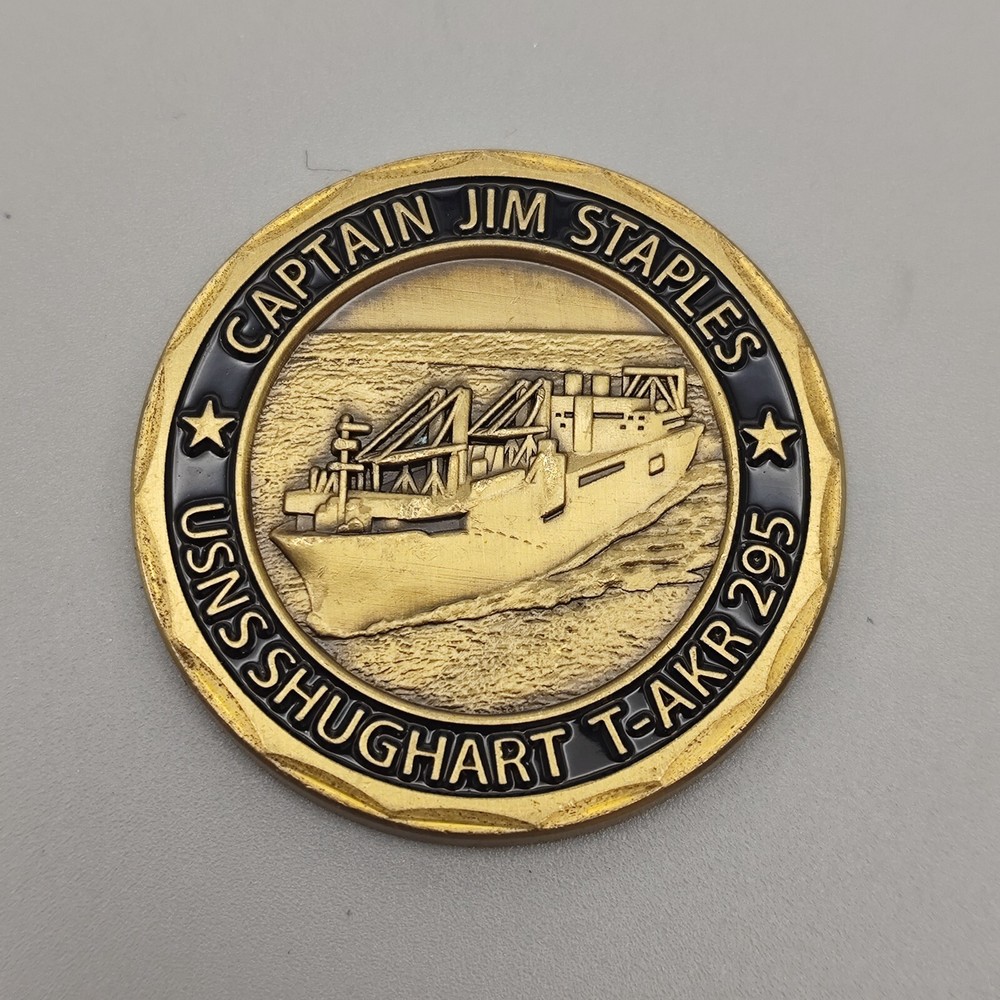 CAPTAIN JIM STAPLES
USNS SHUGHART T-AKR 295